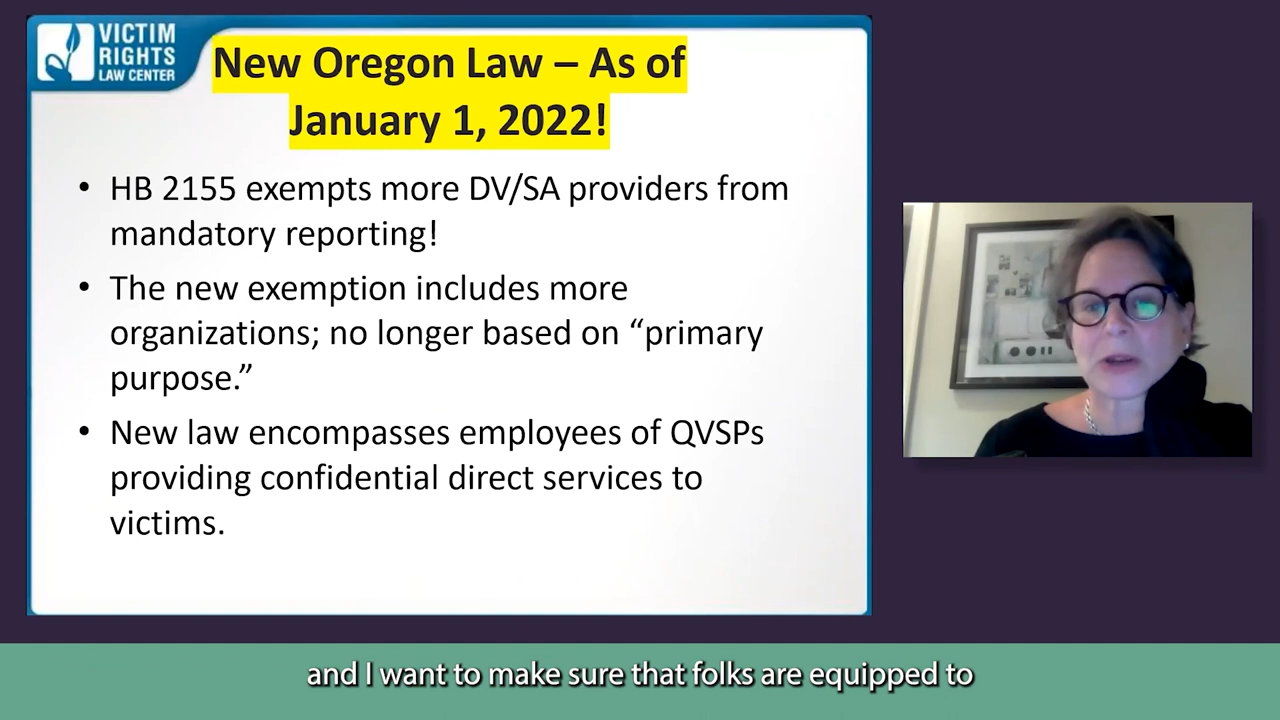 VICTIM
RIGHTS
LAW CENTER
New Oregon Law – As of
January 1, 2022!
• HB 2155 exempts more DV/SA providers from
mandatory reporting!
• The new exemption includes more
organizations; no longer based on “primary
purpose.”
• New law encompasses employees of QVSPs
providing confidential direct services to
victims.
and I want to make sure that folks are equipped to